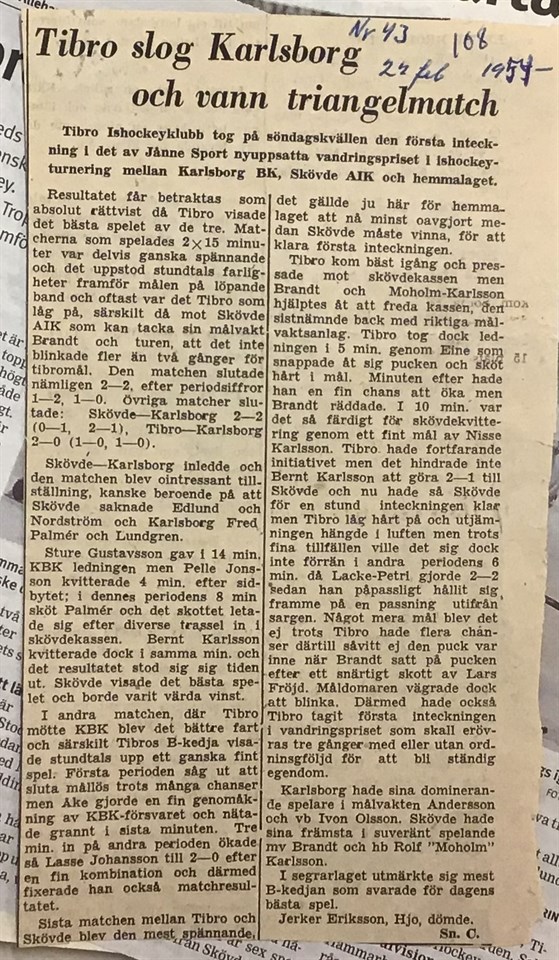 Nr 43 108
Tibro slog Karlsborg
24 feb 1954
och vann triangelmatch
Tibro Ishockeyklubb tog på söndagskvällen den första inteck-
ning i det av Jånne Sport nyuppsatta vandringspriset i ishockey-
turnering mellan Karlsborg BK, Skövde AIK och hemmalaget.
Resultatet får betraktas som
absolut rättvist då Tibro visade
det bästa spelet av de tre. Mat-
cherna som spelades 2×15 minu-
ter var delvis ganska spännande
och det uppstod stundtals farlig-
heter framför målen på löpande
band och oftast var det Tibro som
låg på, särskilt då mot Skövde
AIK som kan tacka sin målvakt
Brandt och turen, att det inte
blinkade fler än två gånger för
tibromål. Den matchen slutade
nämligen 2—2, efter periodsiffror
1—2, 1—0. Övriga matcher slu-
tade: Skövde—Karlsborg 2—2
(0—1, 2—1), Tibro—Karlsborg
2—0 (1—0, 1—0).
Skövde—Karlsborg inledde och
den matchen blev ointressant till-
ställning, kanske beroende på att
Skövde saknade Edlund och
Nordström och Karlsborg Fred
Palmér och Lundgren.
Sture Gustavsson gav i 14 min.
KBK ledningen men Pelle Jons-
son kvitterade 4 min. efter sid-
bytet; i dennes periodens 8 min
sköt Palmér och det skottet leta-
de sig efter diverse trassel in i
skövdekassen. Bernt Karlsson
kvitterade dock i samma min. och
det resultatet stod sig sig tiden
ut. Skövde visade det bästa spe-
let och borde varit värda vinst.
I andra matchen, där Tibro
mötte KBK blev det bättre fart
och särskilt Tibros B-kedja visa-
de stundtals upp ett ganska fint
spel. Första perioden såg ut att
sluta mållös trots många chanser
men Åke gjorde en fin genomåk-
ning av KBK-försvaret och näta-
de grannt i sista minuten. Tre
min. in på andra perioden ökade
så Lasse Johansson till 2—0 efter
en fin kombination och därmed
fixerade han också matchresul-
tatet.
Sista matchen mellan Tibro och
Skövde blev den mest spännande,
det gällde ju här för hemma-
laget att nå minst oavgjort me-
dan Skövde måste vinna, för att
klara första inteckningen.
Tibro kom bäst igång och pres-
sade mot skövdekassen men
Brandt och Moholm-Karlsson
hjälptes åt att freda kassen, den
sistnämnde back med riktiga mål-
vaktsanlag. Tibro tog dock led-
ningen i 5 min. genom Eine som
snappade åt sig pucken och sköt
hårt i mål. Minuten efter hade
han en fin chans att öka men
Brandt räddade. I 10 min. var
det så färdigt för skövdekvitte-
ring genom ett fint mål av Nisse
Karlsson. Tibro hade fortfarande
initiativet men det hindrade inte
Bernt Karlsson att göra 2—1 till
Skövde och nu hade så Skövde
för en stund inteckningen klar
men Tibro låg hårt på och utjäm-
ningen hängde i luften men trots
fina tillfällen ville det sig dock
inte förrän i andra periodens 6
min. då Lacke-Petri gjorde 2—2
sedan han påpassligt hållit sig
framme på en passning utifrån
sargen. Något mera mål blev det
ej trots Tibro hade flera chân-
ser därtill såvitt ej den puck var
inne när Brandt satt på pucken
efter ett snärtigt skott av Lars
Fröjd. Måldomaren vägrade dock
att blinka. Därmed hade också
Tibro tagit första inteckningen
i vandringspriset som skall eröv-
ras tre gånger med eller utan ord-
ningsföljd för att bli ständig
egendom.
Karlsborg hade sina dominerан-
de spelare i målvakten Andersson
och vb Ivon Olsson. Skövde hade
sina främsta i suveränt spelande
mv Brandt och hb Rolf "Moholm"
Karlsson.
I segrarlaget utmärkte sig mest
B-kedjan som svarade för dagens
bästa spel.
Jerker Eriksson, Hjo, dömde.
Sn. C.